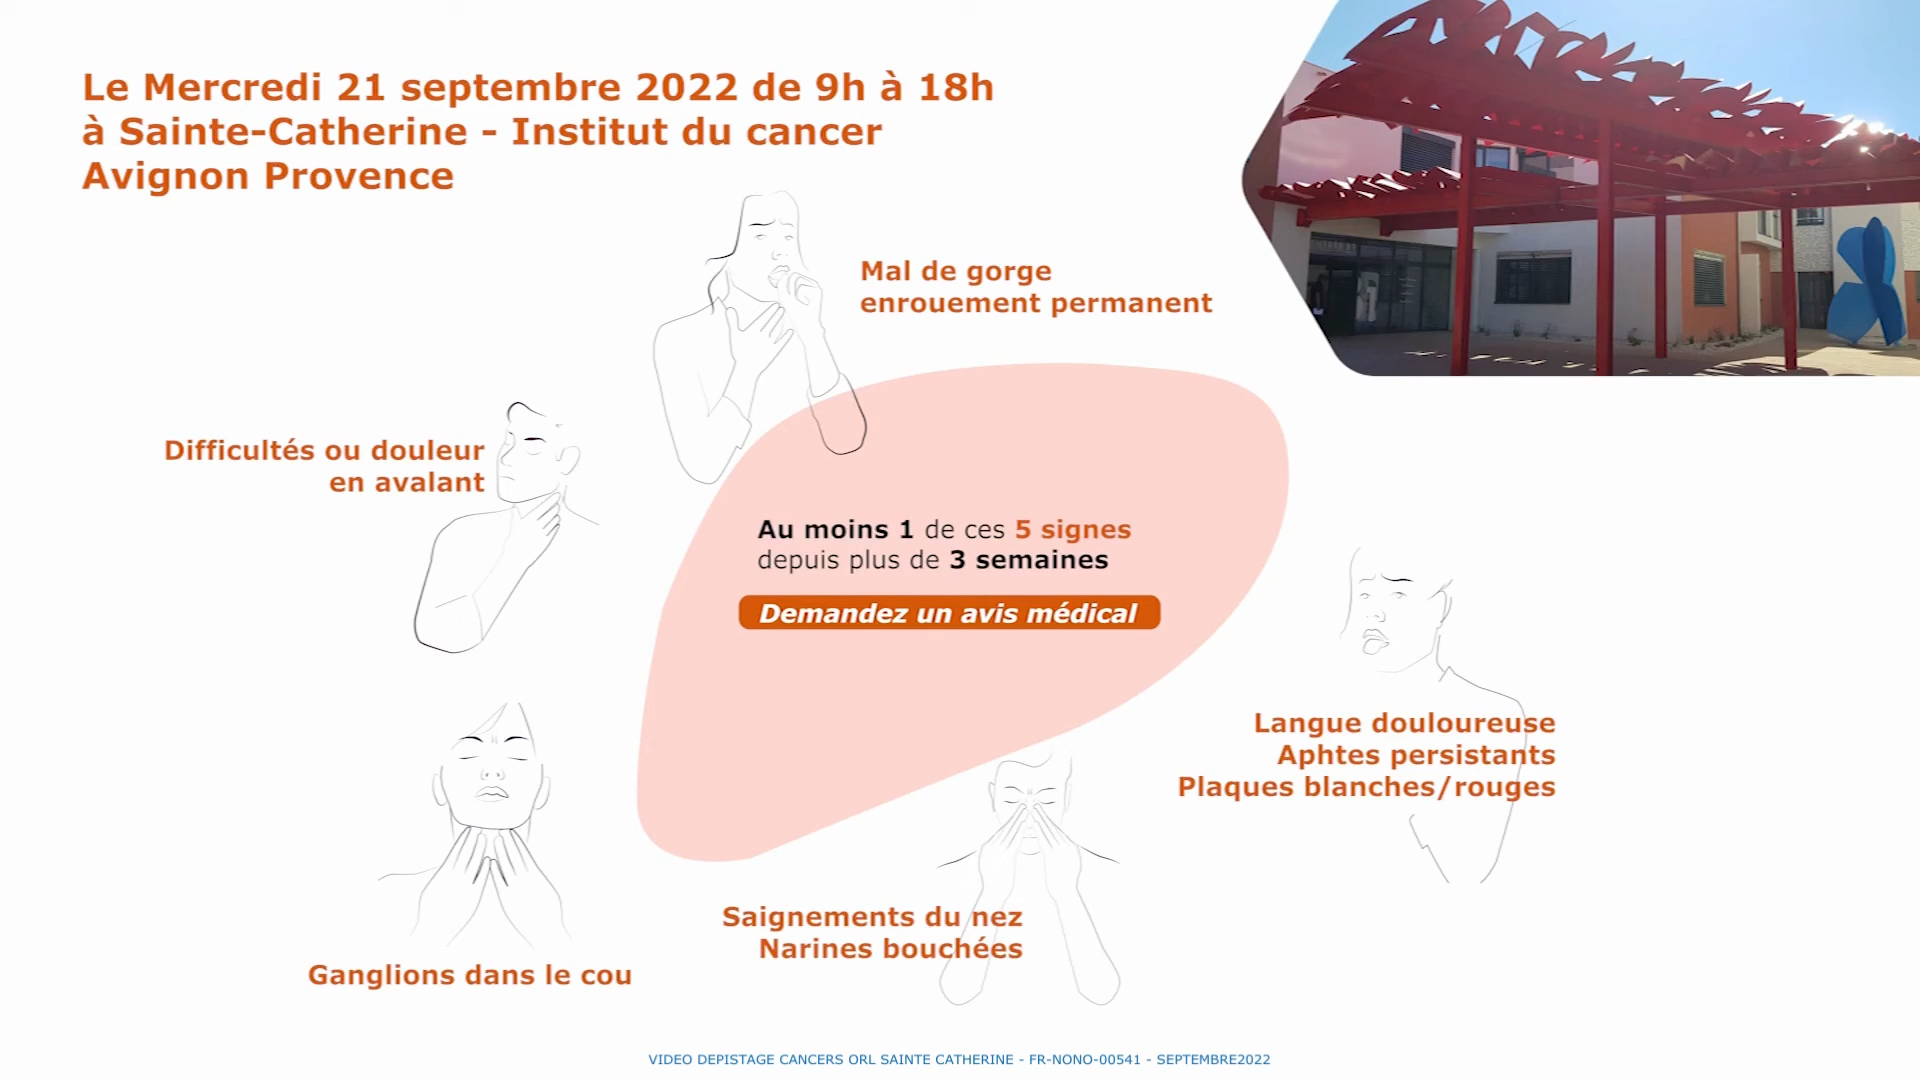 Le Mercredi 21 septembre 2022 de 9h à 18h
à Sainte-Catherine - Institut du cancer
Avignon Provence
Mal de gorge
enrouement permanent
Difficultés ou douleur
en avalant
Au moins 1 de ces 5 signes
depuis plus de 3 semaines
Demandez un avis médical
Langue douloureuse
Aphtes persistants
Plaques blanches/rouges
Saignements du nez
Narines bouchées
Ganglions dans le cou
VIDEO DEPISTAGE CANCERS ORL SAINTE CATHERINE - FR-NONO-00541 - SEPTEMBRE2022